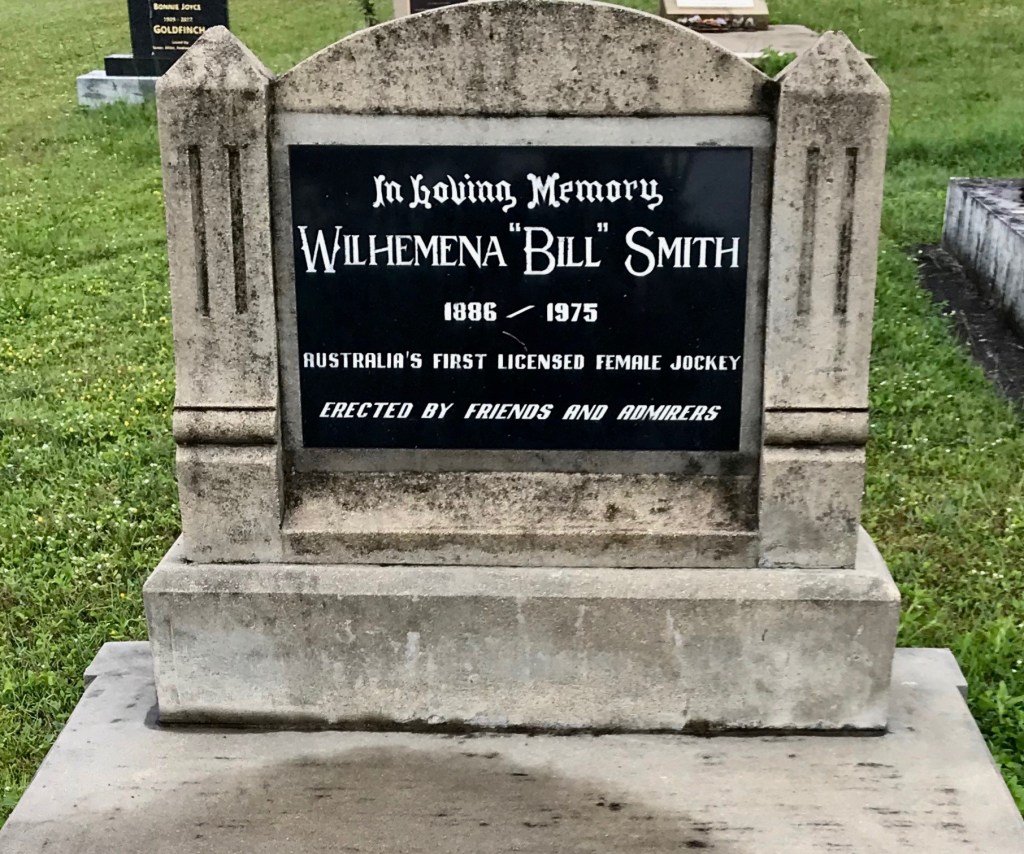 BONNIE JOYCE
GOLDFINCH
In Loving Memory
WILHEMENA "BILL" SMITH
1886 / 1975
AUSTRALIA'S FIRST LICENSED FEMALE JOCKEY
ERECTED BY FRIENDS AND ADMIRERS